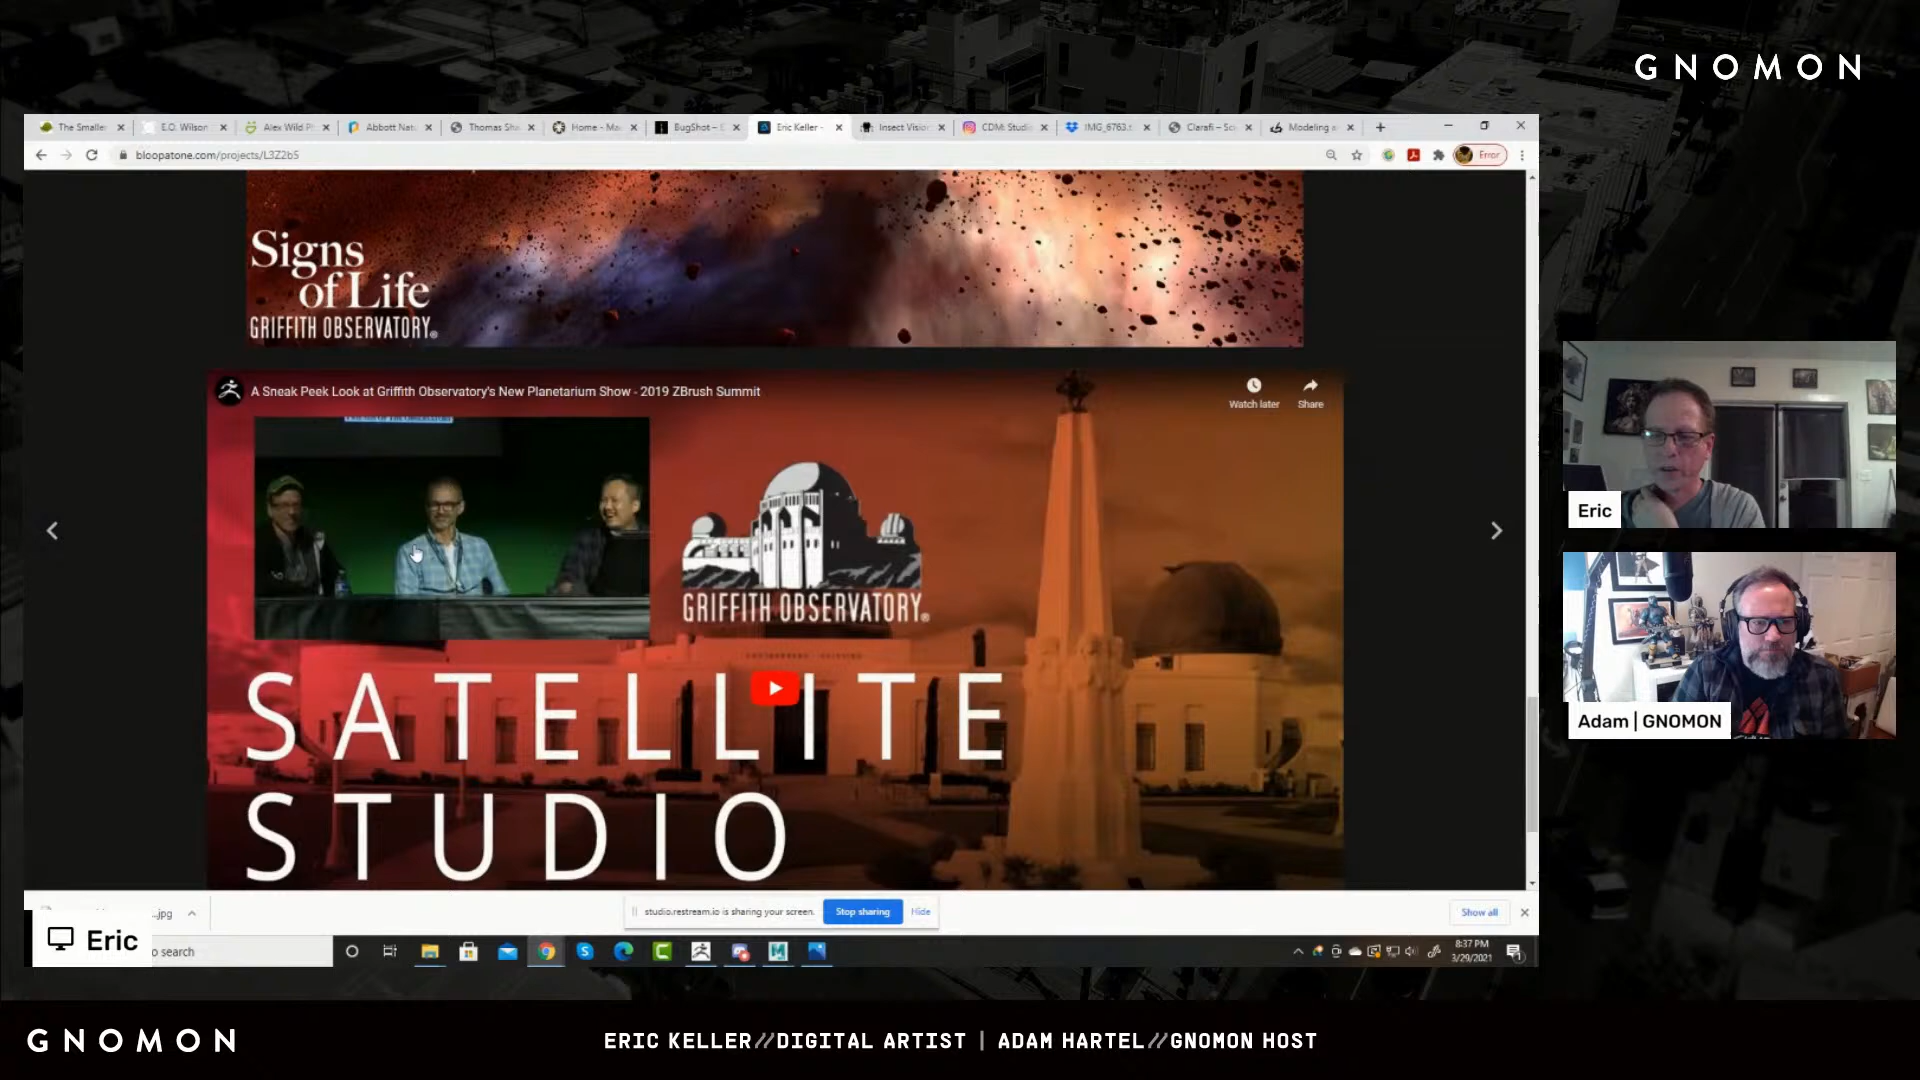 GNOMON
The Smalles
E.O. Wilson
Alex Wild P
Abbott Nat
Thomas Sha
Home - Ma
BugShot –
Eric Keller -
Insect Vision
CDM: Studi
IMG_6763.
Clarafi – Sc
Modeling a
bloopatone.com/projects/L3Z2b5
Error
Signs
of Life
GRIFFITH OBSERVATORY®
A Sneak Peek Look at Griffith Observatory's New Planetarium Show - 2019 ZBrush Summit
Watch later
Share
GRIFFITH OBSERVATORY®
SATELLITE
STUDIO
Eric
Adam | GNOMON
...jpg
studio.restream.io is sharing your screen.
Stop sharing
Hide
Show all
Eric
o search
8:37 PM
3/29/2021
GNOMON
ERIC KELLER//DIGITAL ARTIST | ADAM HARTEL//GNOMON HOST